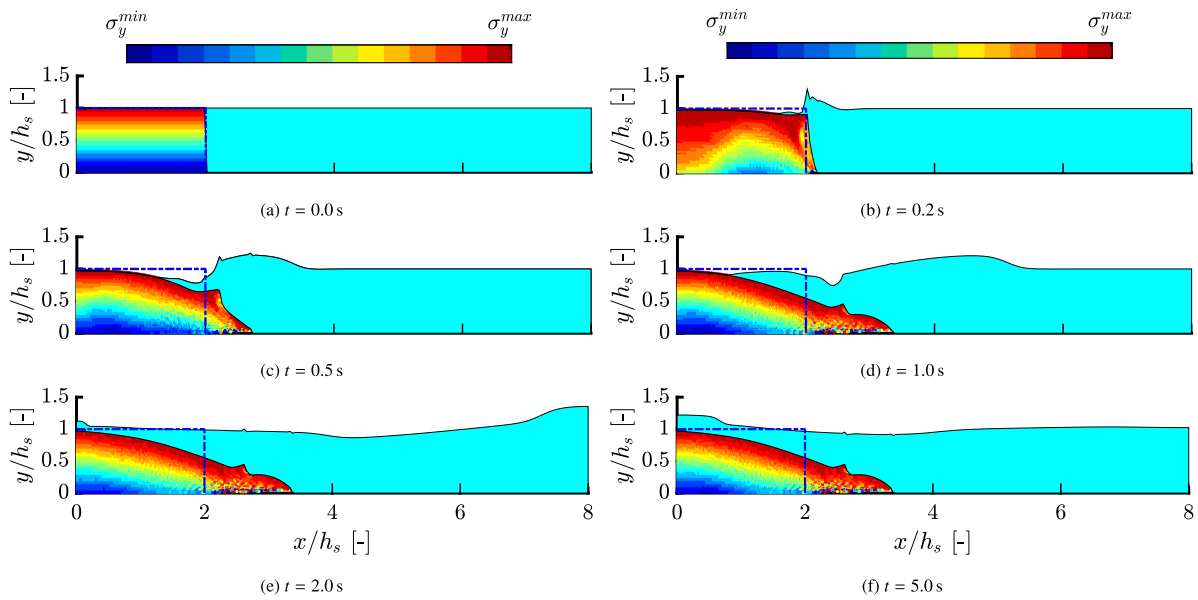 σ_y^{min} σ_y^{max} σ_y^{min} σ_y^{max}
1.5
1
0.5
0
y/h_s [-]
(a) t = 0.0 s
1.5
1
0.5
0
y/h_s [-]
(b) t = 0.2 s
1.5
1
0.5
0
y/h_s [-]
(c) t = 0.5 s
1.5
1
0.5
0
y/h_s [-]
(d) t = 1.0 s
1.5
1
0.5
0
y/h_s [-]
0 2 4 6 8
x/h_s [-]
(e) t = 2.0 s
1.5
1
0.5
0
y/h_s [-]
0 2 4 6 8
x/h_s [-]
(f) t = 5.0 s